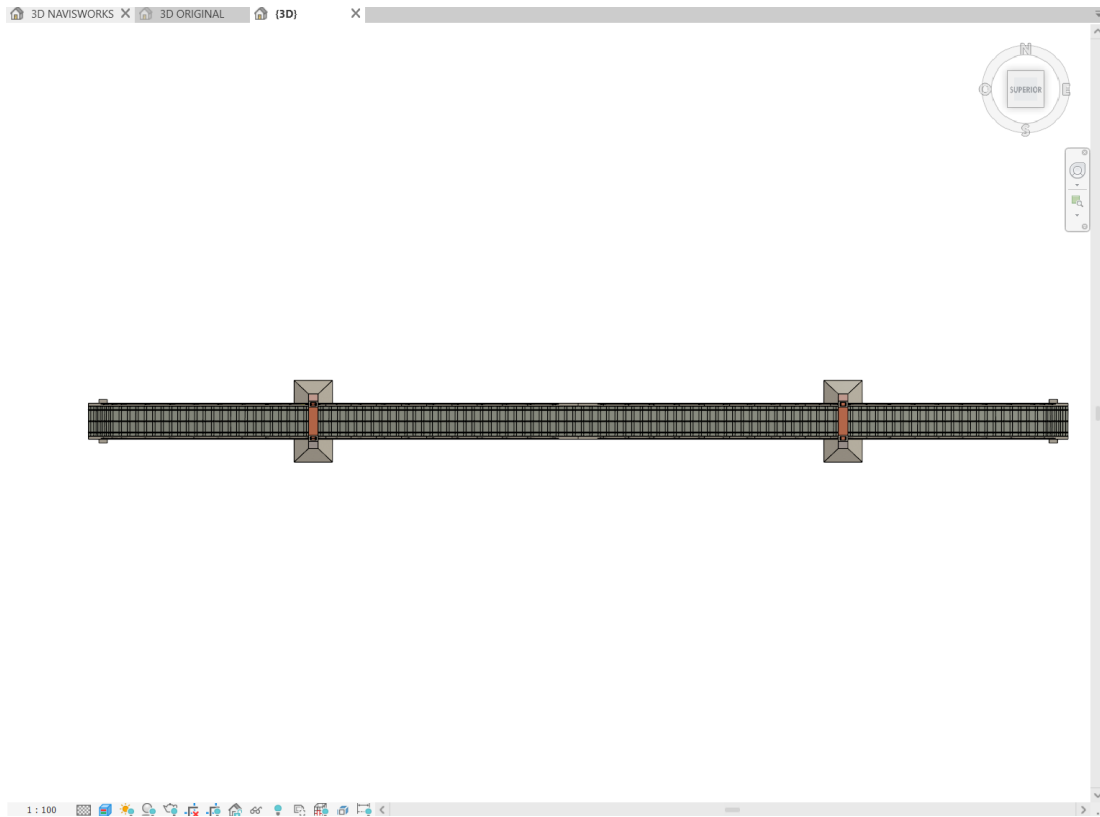 3D NAVISWORKS
3D ORIGINAL
{3D}
N
O
SUPERIOR
E
S
1 : 100